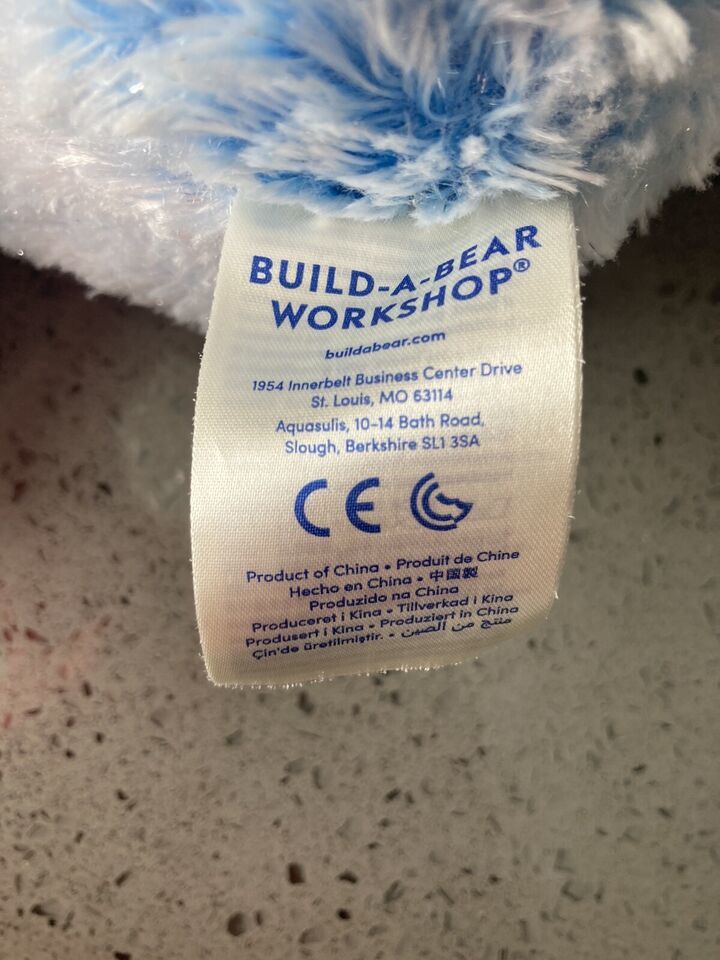 BUILD-A-BEAR
WORKSHOP®
buildabear.com
1954 Innerbelt Business Center Drive
St. Louis, MO 63114
Aquasulis, 10-14 Bath Road,
Slough, Berkshire SL1 3SA
CE
Product of China • Produit de Chine
Hecho en China • 中國製
Produzido na China
Produceret i Kina • Tillverkad i Kina
Produsert i Kina • Produziert in China
Çin'de üretilmiştir. • منتج من الصين